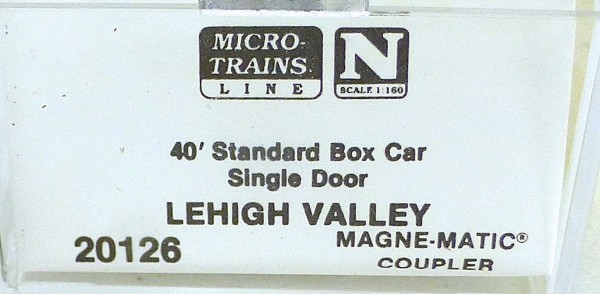 MICRO-
TRAINS
LINE
N
SCALE 1:160
40' Standard Box Car
Single Door
LEHIGH VALLEY
20126
MAGNE-MATIC®
COUPLER